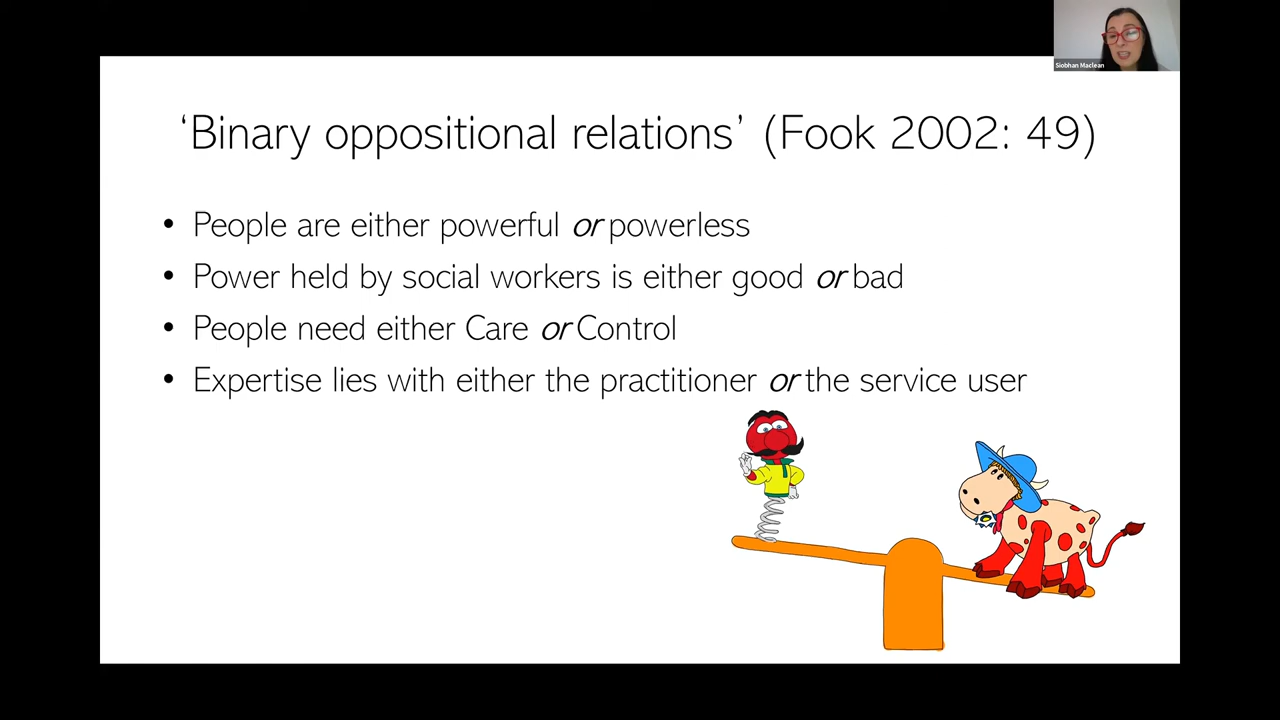 Siobhan Maclean
‘Binary oppositional relations’ (Fook 2002: 49)
• People are either powerful or powerless
• Power held by social workers is either good or bad
• People need either Care or Control
• Expertise lies with either the practitioner or the service user